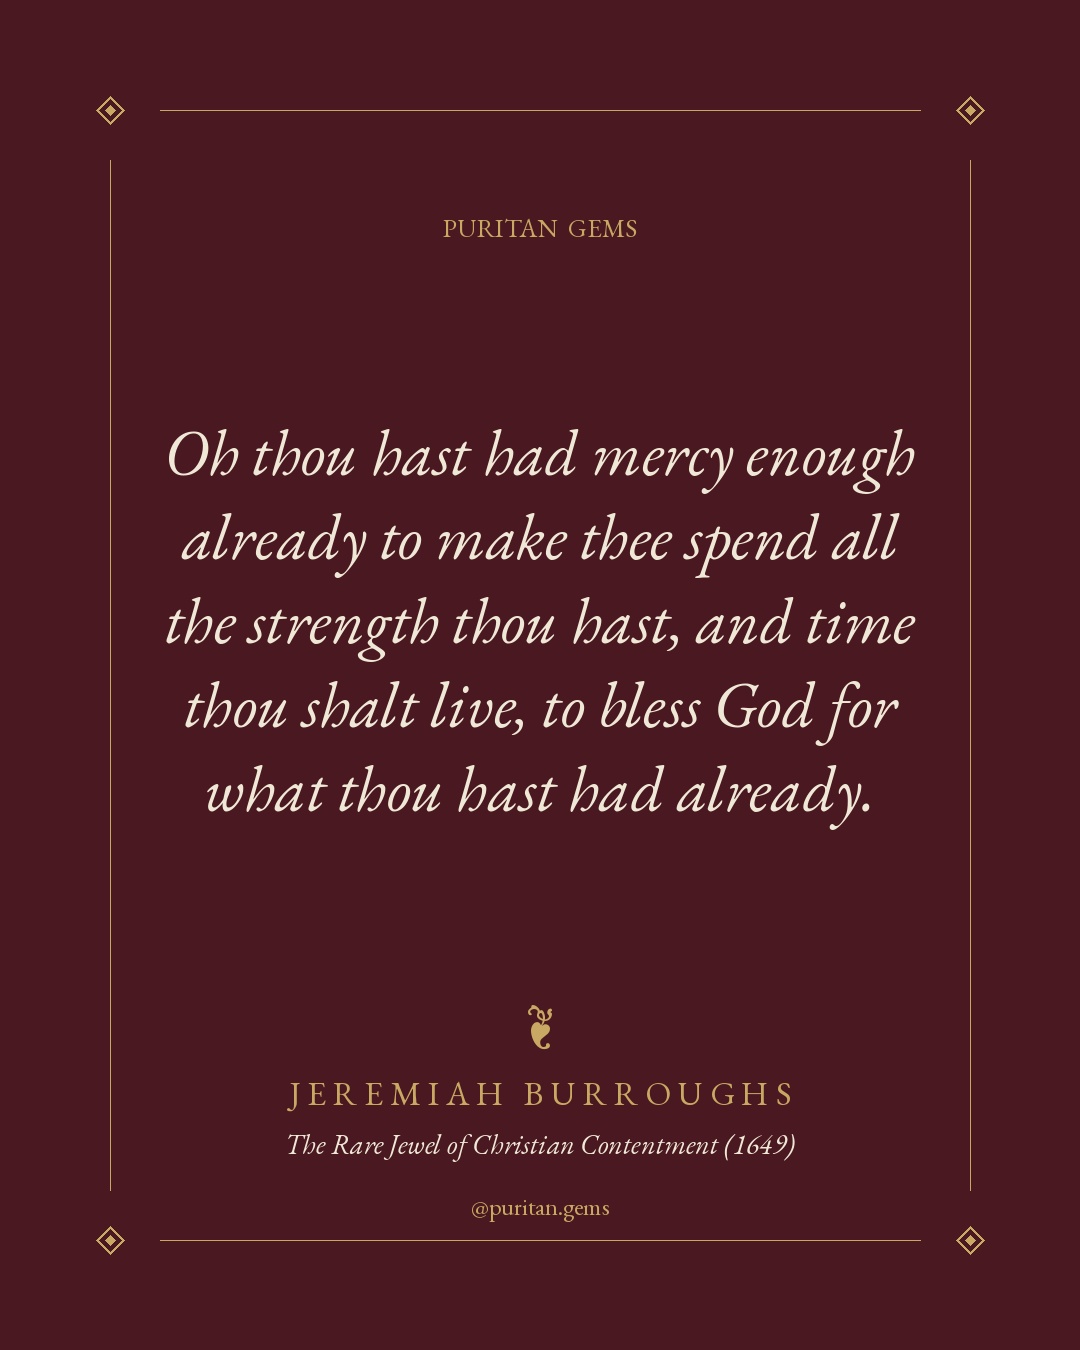 PURITAN GEMS
Oh thou hast had mercy enough
already to make thee spend all
the strength thou hast, and time
thou shalt live, to bless God for
what thou hast had already.
JEREMIAH BURROUGHS
The Rare Jewel of Christian Contentment (1649)
@puritan.gems